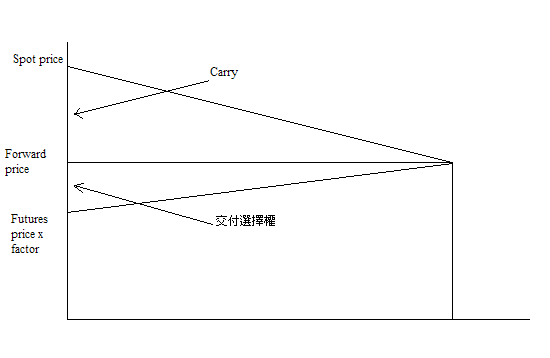 Spot price
Carry
Forward
price
Futures
price x
factor
交付選擇權